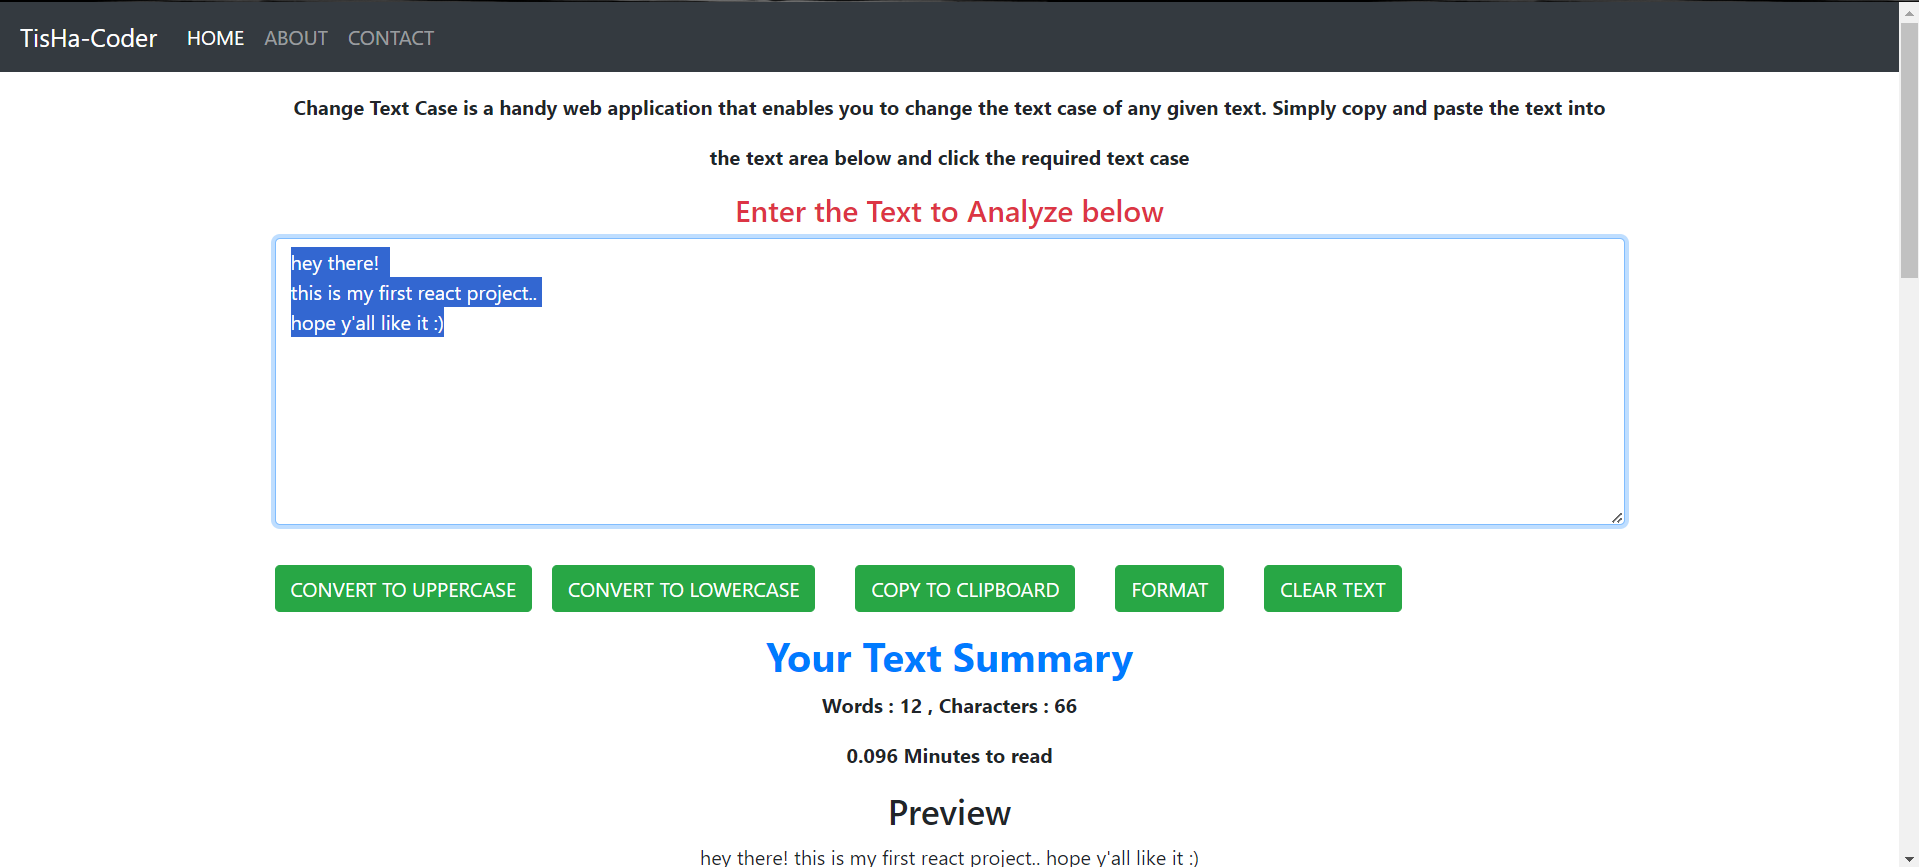 TisHa-Coder HOME ABOUT CONTACT
Change Text Case is a handy web application that enables you to change the text case of any given text. Simply copy and paste the text into
the text area below and click the required text case
Enter the Text to Analyze below
hey there!
this is my first react project..
hope y'all like it :)
CONVERT TO UPPERCASE CONVERT TO LOWERCASE COPY TO CLIPBOARD FORMAT CLEAR TEXT
Your Text Summary
Words : 12 , Characters : 66
0.096 Minutes to read
Preview
hey there! this is my first react project.. hope y'all like it :)